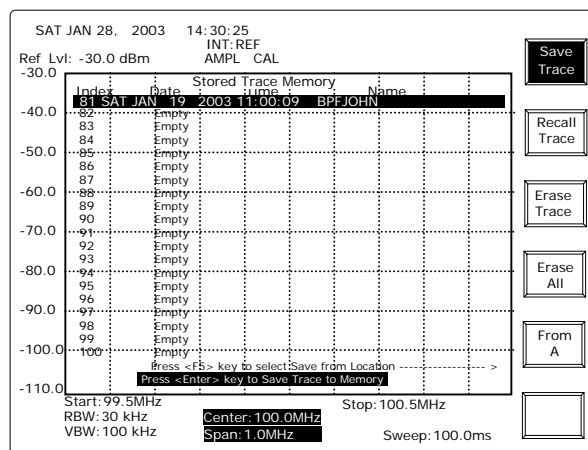 SAT JAN 28, 2003 14:30:25
INT:REF
Ref Lvl: -30.0 dBm AMPL CAL
-30.0
Stored Trace Memory
Index Date Time Name
81 SAT JAN 19 2003 11:00:09 BPFJOHN
-40.0
82 Empty
83 Empty
84 Empty
-50.0
85 Empty
86 Empty
87 Empty
-60.0
88 Empty
89 Empty
90 Empty
-70.0
91 Empty
92 Empty
93 Empty
-80.0
94 Empty
95 Empty
96 Empty
-90.0
97 Empty
98 Empty
99 Empty
-100.0
100 Empty
Press <F5> key to select Save from Location ----------------- >
Press <Enter> key to Save Trace to Memory
-110.0
Start:99.5MHz Stop:100.5MHz
RBW:30 kHz Center:100.0MHz
VBW:100 kHz Span:1.0MHz Sweep:100.0ms
Save
Trace
Recall
Trace
Erase
Trace
Erase
All
From
A